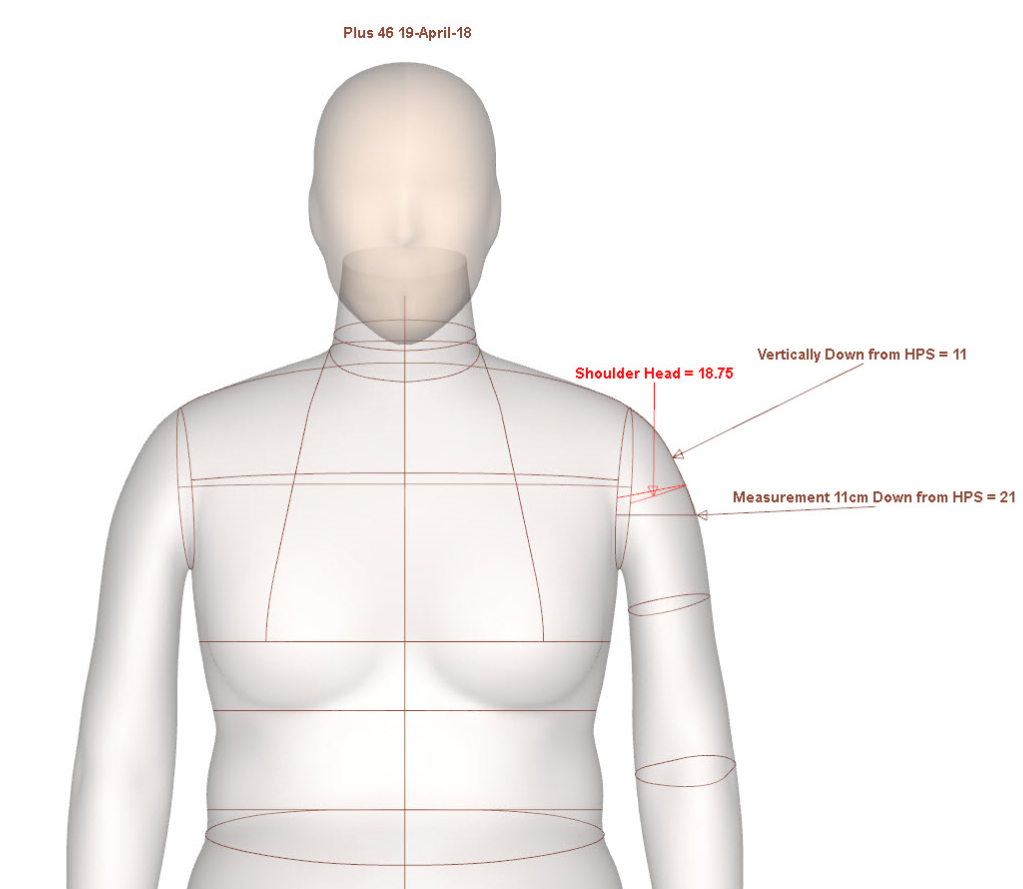 Plus 46 19-April-18
Vertically Down from HPS = 11
Shoulder Head = 18.75
Measurement 11cm Down from HPS = 21